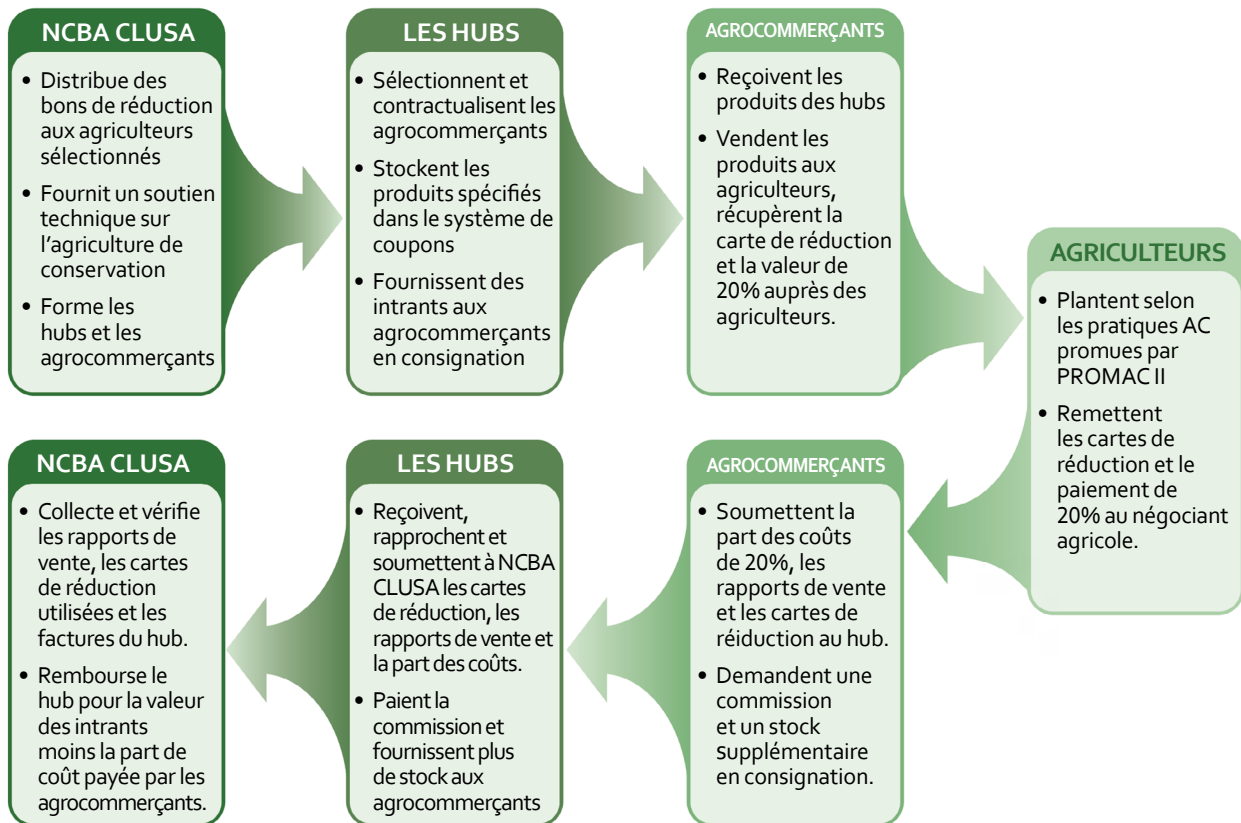 NCBA CLUSA
• Distribue des
bons de réduction
aux agriculteurs
sélectionnés
• Fournit un soutien
technique sur
l'agriculture de
conservation
• Forme les
hubs et les
agrocommerçants
LES HUBS
• Sélectionnent et
contractualisent les
agrocommerçants
• Stockent les
produits spécifiés
dans le système de
coupons
• Fournissent des
intrants aux
agrocommerçants
en consignation
AGROCOMMERÇANTS
• Reçoivent les
produits des hubs
• Vendent les
produits aux
agriculteurs,
récupèrent la
carte de réduction
et la valeur de
20% auprès des
agriculteurs.
AGRICULTEURS
• Plantent selon
les pratiques AC
promues par
PROMAC II
• Remettent
les cartes de
réduction et le
paiement de
20% au négociant
agricole.
AGROCOMMERÇANTS
• Soumettent la
part des coûts
de 20%, les
rapports de vente
et les cartes de
réiduction au hub.
• Demandent une
commission
et un stock
supplémentaire
en consignation.
LES HUBS
• Reçoivent,
rapprochent et
soumettent à NCBA
CLUSA les cartes
de réduction, les
rapports de vente et
la part des coûts.
• Paient la
commission et
fournissent plus
de stock aux
agrocommerçants
NCBA CLUSA
• Collecte et vérifie
les rapports de
vente, les cartes
de réduction
utilisées et les
factures du hub.
• Rembourse le
hub pour la valeur
des intrants
moins la part de
coût payée par les
agrocommerçants.